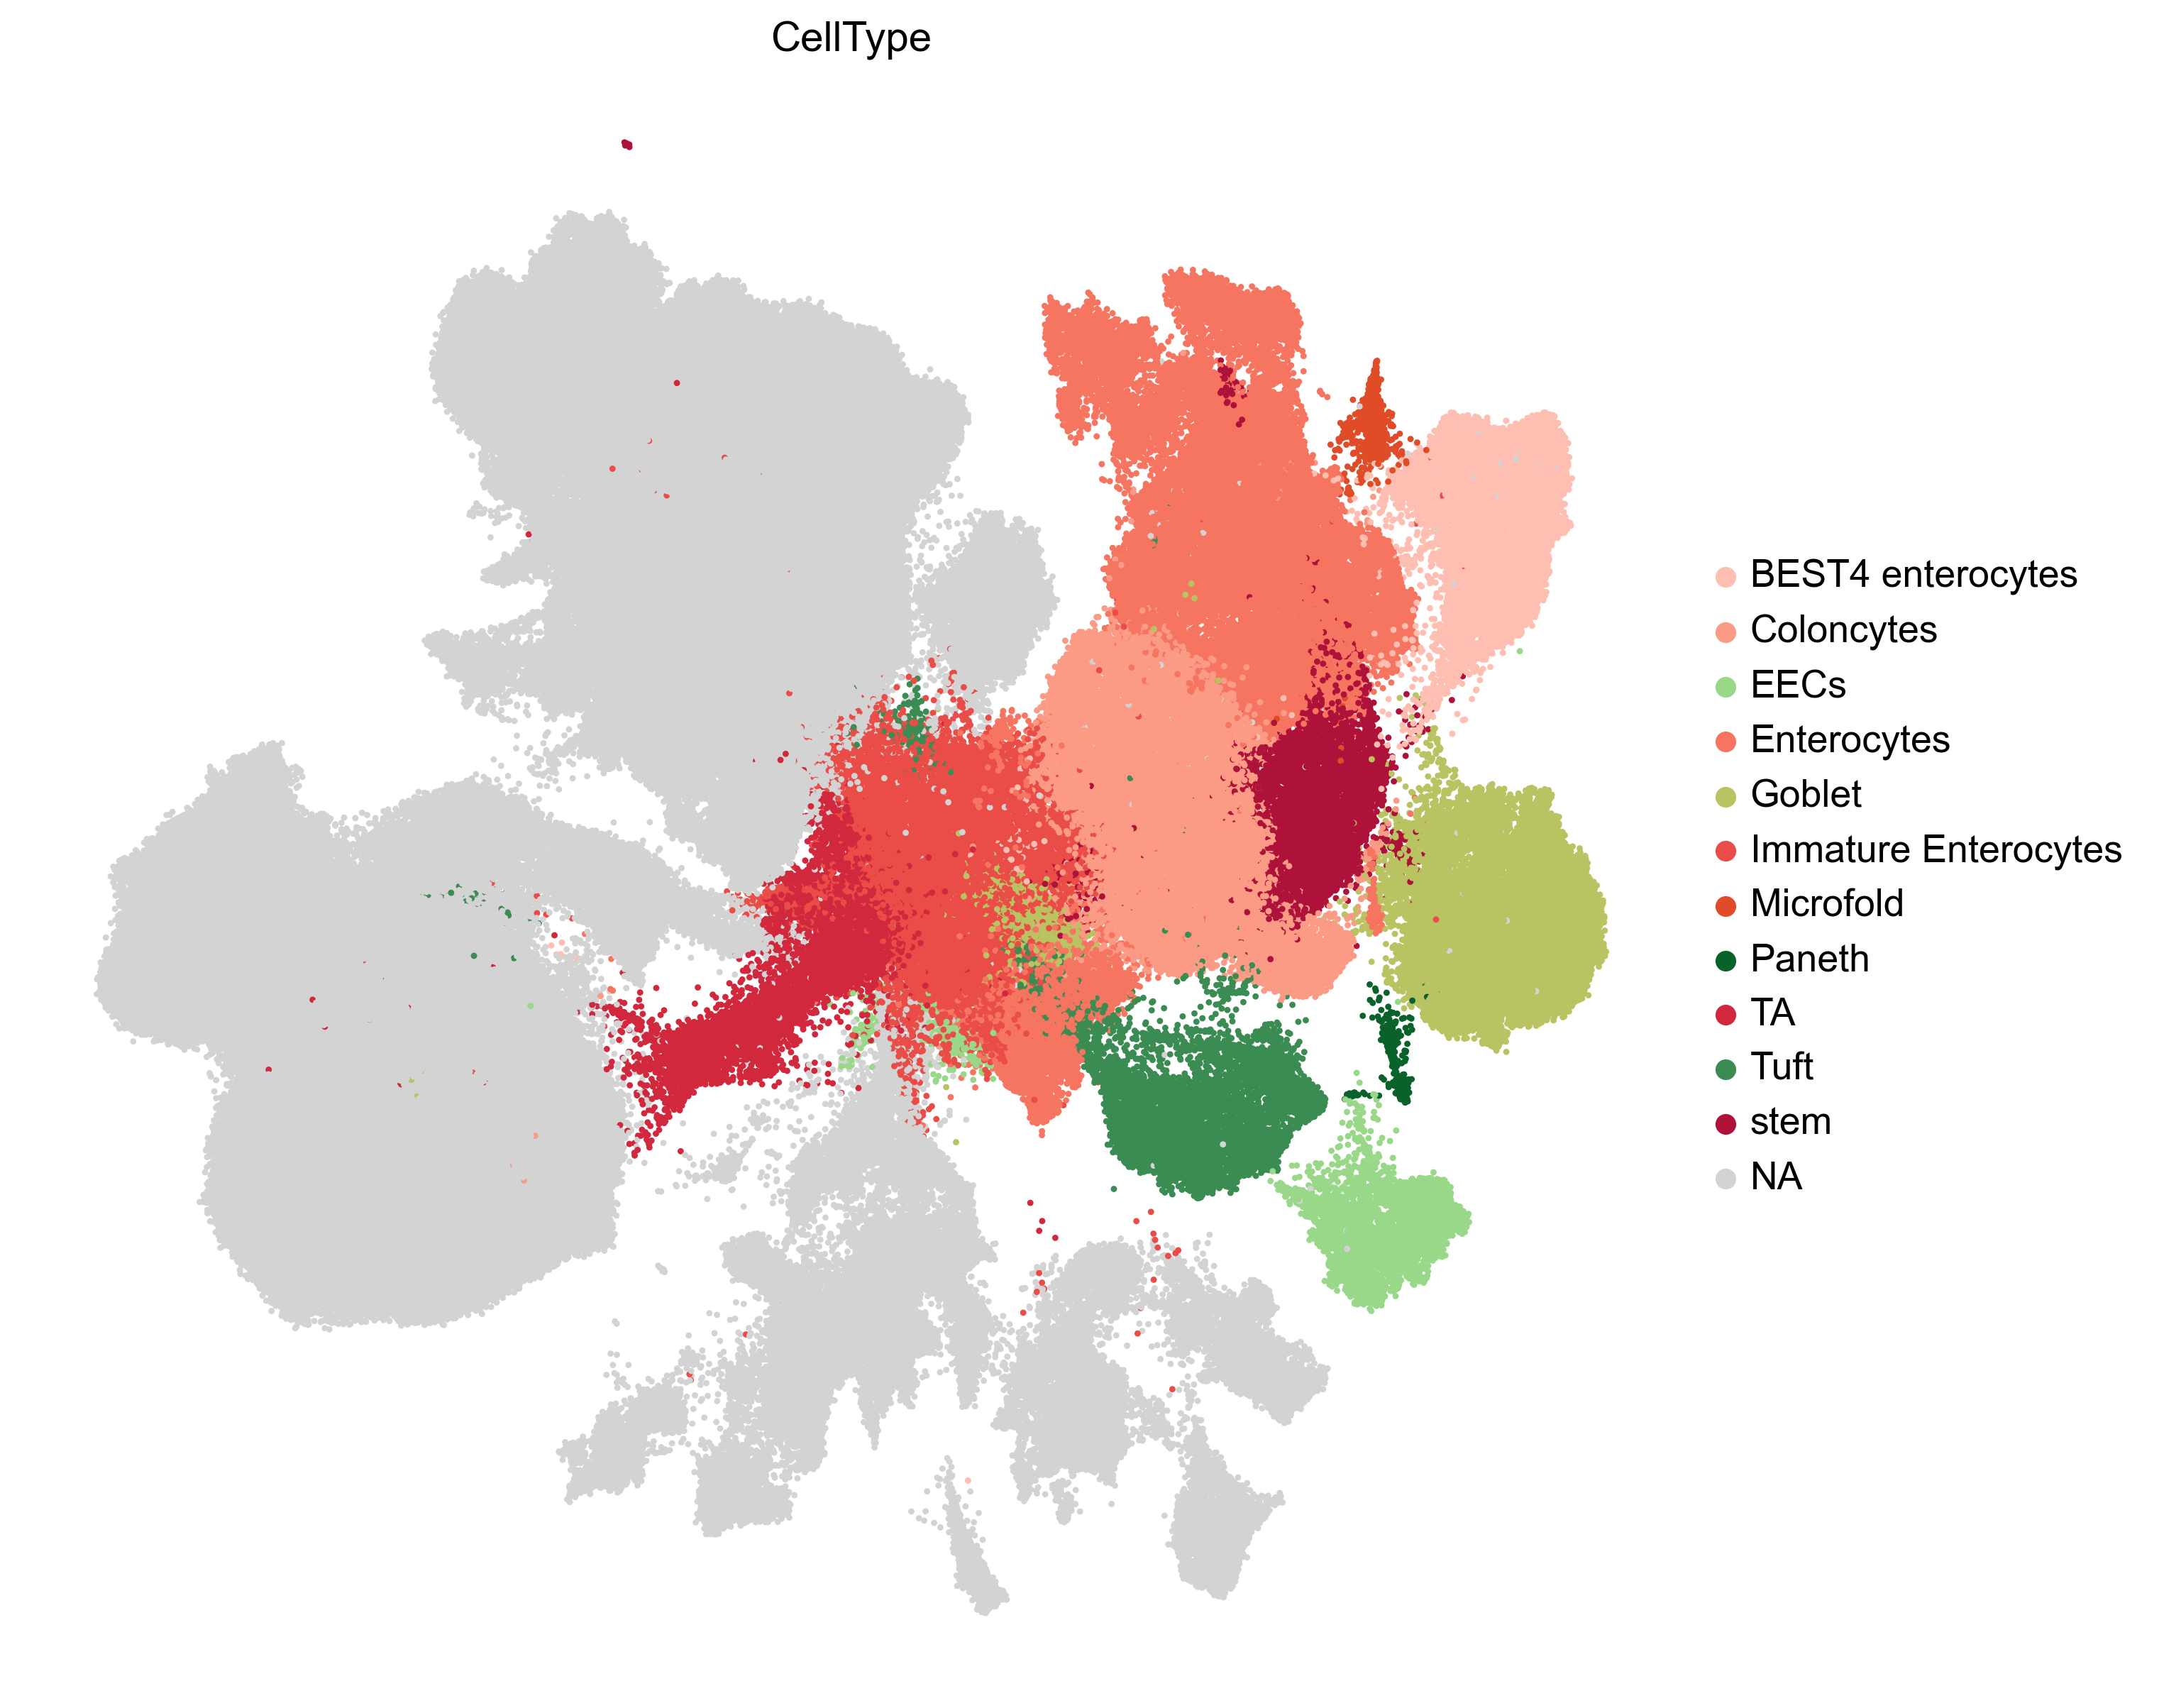 CellType
BEST4 enterocytes
Coloncytes
EECs
Enterocytes
Goblet
Immature Enterocytes
Microfold
Paneth
TA
Tuft
stem
NA